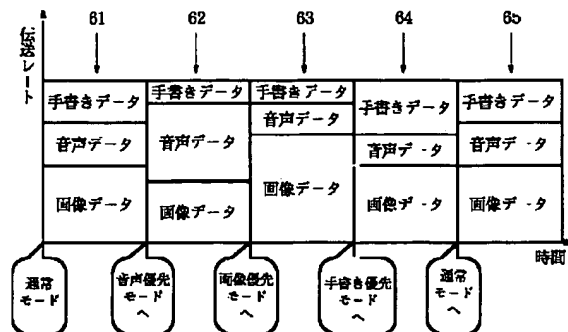 61 62 63 64 65
伝送レート
手書きデータ 手書きデータ 手書きデータ 手書きデータ 手書きデータ
音声データ 音声データ 音声データ 音声データ 音声データ
画像データ 画像データ 画像データ 画像データ 画像データ
時間
通常
モード
音声優先
モード
へ
画像優先
モード
へ
手書き優先
モード
へ
通常
モード
へ